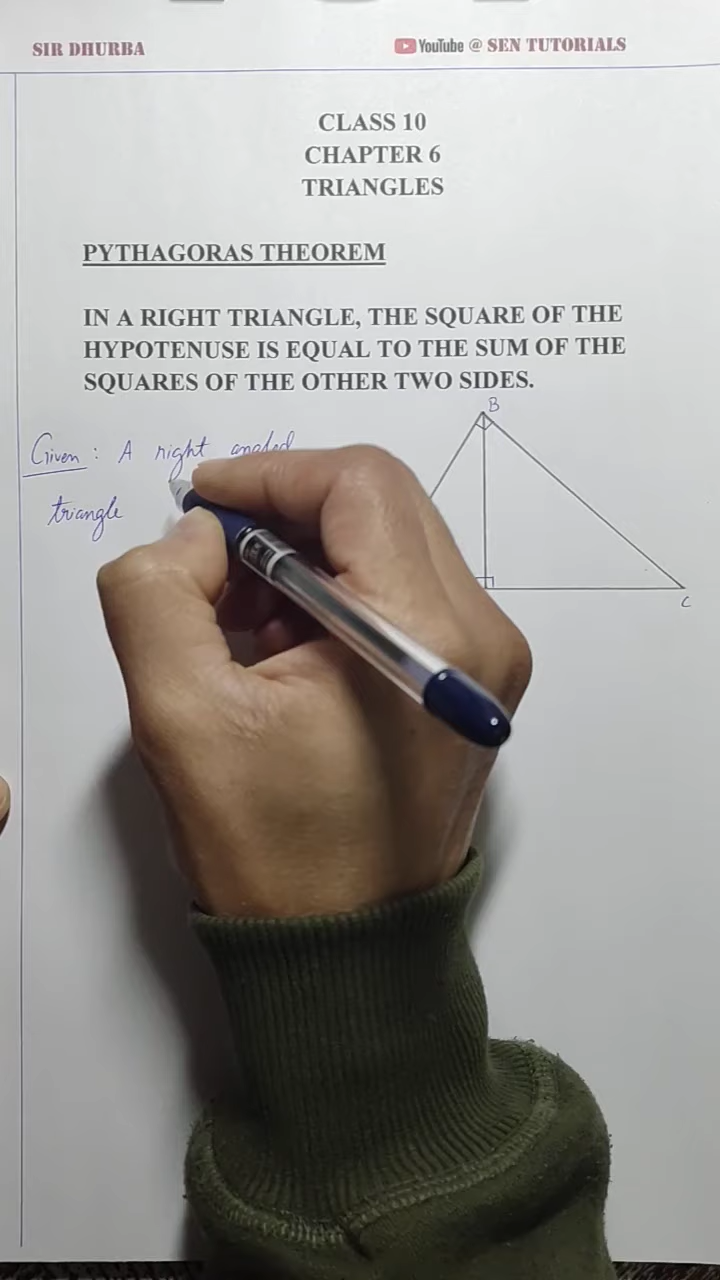 SIR DHURBA
YouTube @ SEN TUTORIALS
CLASS 10
CHAPTER 6
TRIANGLES
PYTHAGORAS THEOREM
IN A RIGHT TRIANGLE, THE SQUARE OF THE
HYPOTENUSE IS EQUAL TO THE SUM OF THE
SQUARES OF THE OTHER TWO SIDES.
B
Given : A right angled
triangle
C